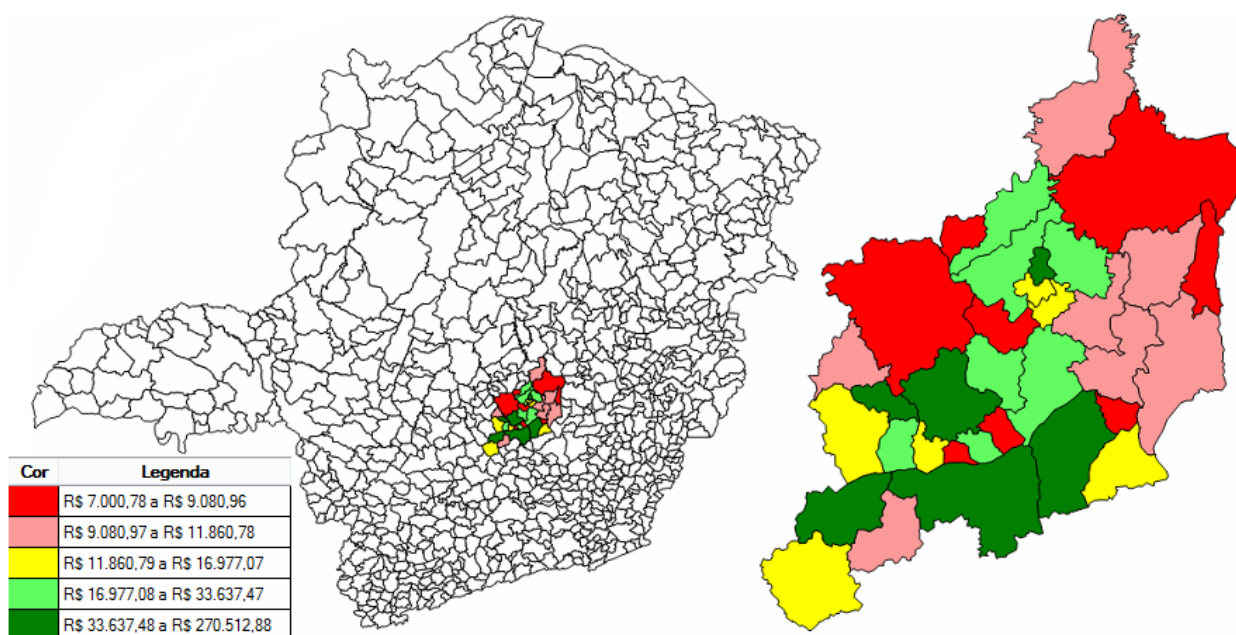 Cor Legenda
R$ 7.000,78 a R$ 9.080,96
R$ 9.080,97 a R$ 11.860,78
R$ 11.860,79 a R$ 16.977,07
R$ 16.977,08 a R$ 33.637,47
R$ 33.637,48 a R$ 270.512,88